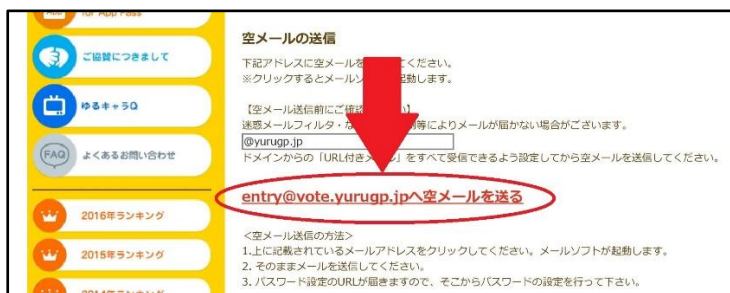 for App Pass
ご協賛につきまして
ゆるキャラQ
FAQ
よくあるお問い合わせ
2016年ランキング
2015年ランキング
空メールの送信
下記アドレスに空メールを
ください。
※クリックするとメールソ
起動します。
【空メール送信前にご確認
い】
迷惑メールフィルタ・な
等によりメールが届かない場合がございます。
@yurugp.jp
ドメインからの「URL付きメ
」をすべて受信できるよう設定してから空メールを送信してください。
entry@vote.yurugp.jpへ空メールを送る
<空メール送信の方法>
1.上に記載されているメールアドレスをクリックしてください。メールソフトが起動します。
2. そのままメールを送信してください。
3. パスワード設定のURLが届きますので、そこからパスワードの設定を行って下さい。